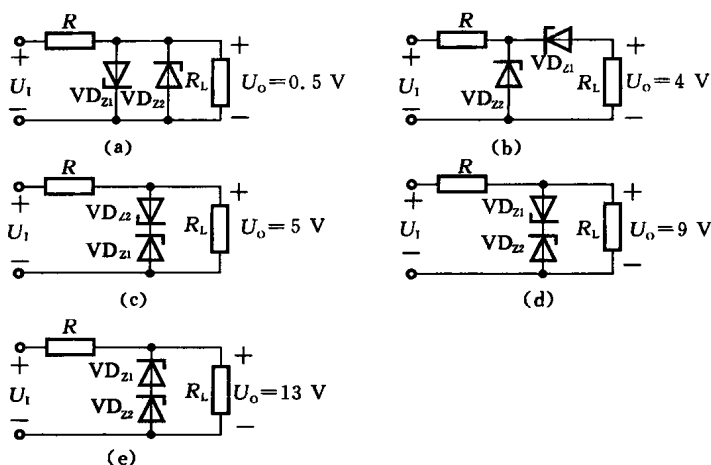 R
+
U_I
−
VD_Z1
VD_Z2
R_L
+
U_O=0.5 V
−
(a)
R
+
U_I
−
VD_Z1
VD_Z2
R_L
+
U_O=4 V
−
(b)
R
+
U_I
−
VD_Z2
VD_Z1
R_L
+
U_O=5 V
−
(c)
R
+
U_I
−
VD_Z1
VD_Z2
R_L
+
U_O=9 V
−
(d)
R
+
U_I
−
VD_Z1
VD_Z2
R_L
+
U_O=13 V
−
(e)